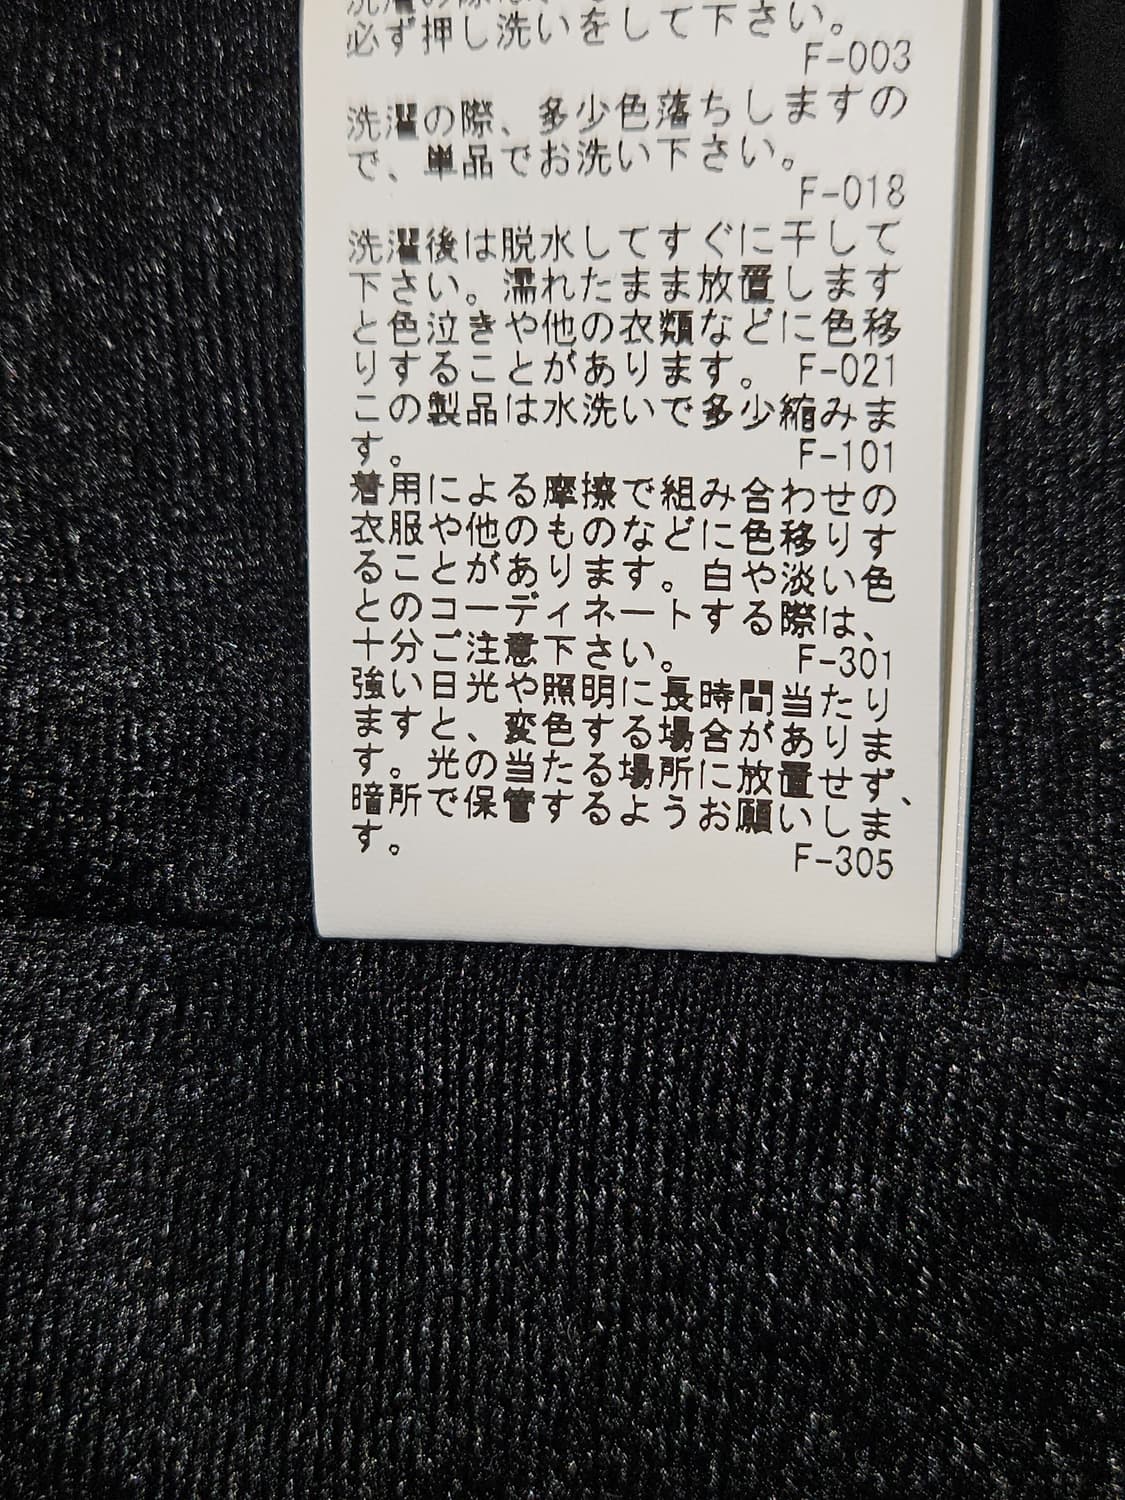 必ず押し洗いをして下さい。
F-003
洗濯の際、多少色落ちしますの
で、単品でお洗い下さい。
F-018
洗濯後は脱水してすぐに干して
下さい。濡れたまま放置します
と色泣きや他の衣類などに色移
りすることがあります。 F-021
この製品は水洗いで多少縮みま
す。 F-101
着用による摩擦で組み合わせの
衣服や他のものなどに色移りす
ることがあります。白や淡い色
とのコーディネートする際は、
十分ご注意下さい。 F-301
強い日光や照明に長時間当たり
ますと、変色する場合がありま
す。光の当たる場所に放置せず、
暗所で保管するようお願いしま
す。 F-305